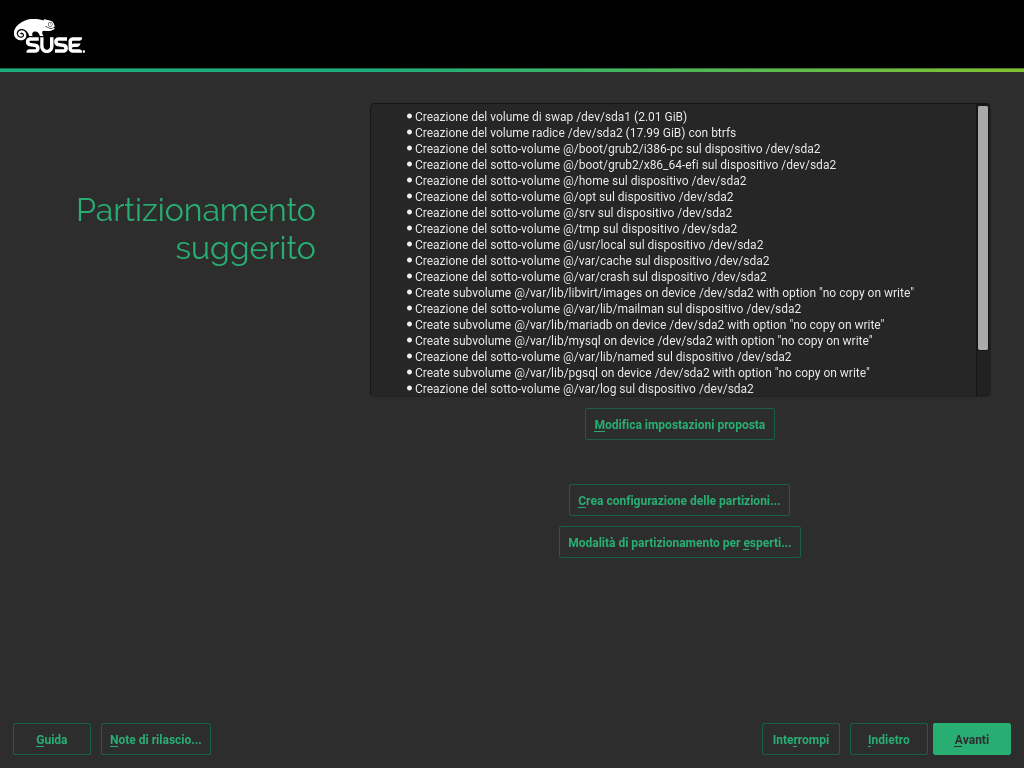 SUSE.
Partizionamento
suggerito
• Creazione del volume di swap /dev/sda1 (2.01 GiB)
• Creazione del volume radice /dev/sda2 (17.99 GiB) con btrfs
• Creazione del sotto-volume @/boot/grub2/i386-pc sul dispositivo /dev/sda2
• Creazione del sotto-volume @/boot/grub2/x86_64-efi sul dispositivo /dev/sda2
• Creazione del sotto-volume @/home sul dispositivo /dev/sda2
• Creazione del sotto-volume @/opt sul dispositivo /dev/sda2
• Creazione del sotto-volume @/srv sul dispositivo /dev/sda2
• Creazione del sotto-volume @/tmp sul dispositivo /dev/sda2
• Creazione del sotto-volume @/usr/local sul dispositivo /dev/sda2
• Creazione del sotto-volume @/var/cache sul dispositivo /dev/sda2
• Creazione del sotto-volume @/var/crash sul dispositivo /dev/sda2
• Create subvolume @/var/lib/libvirt/images on device /dev/sda2 with option "no copy on write"
• Creazione del sotto-volume @/var/lib/mailman sul dispositivo /dev/sda2
• Create subvolume @/var/lib/mariadb on device /dev/sda2 with option "no copy on write"
• Create subvolume @/var/lib/mysql on device /dev/sda2 with option "no copy on write"
• Creazione del sotto-volume @/var/lib/named sul dispositivo /dev/sda2
• Create subvolume @/var/lib/pgsql on device /dev/sda2 with option "no copy on write"
• Creazione del sotto-volume @/var/log sul dispositivo /dev/sda2
Modifica impostazioni proposta
Crea configurazione delle partizioni...
Modalità di partizionamento per esperti...
Guida
Note di rilascio...
Interrompi
Indietro
Avanti